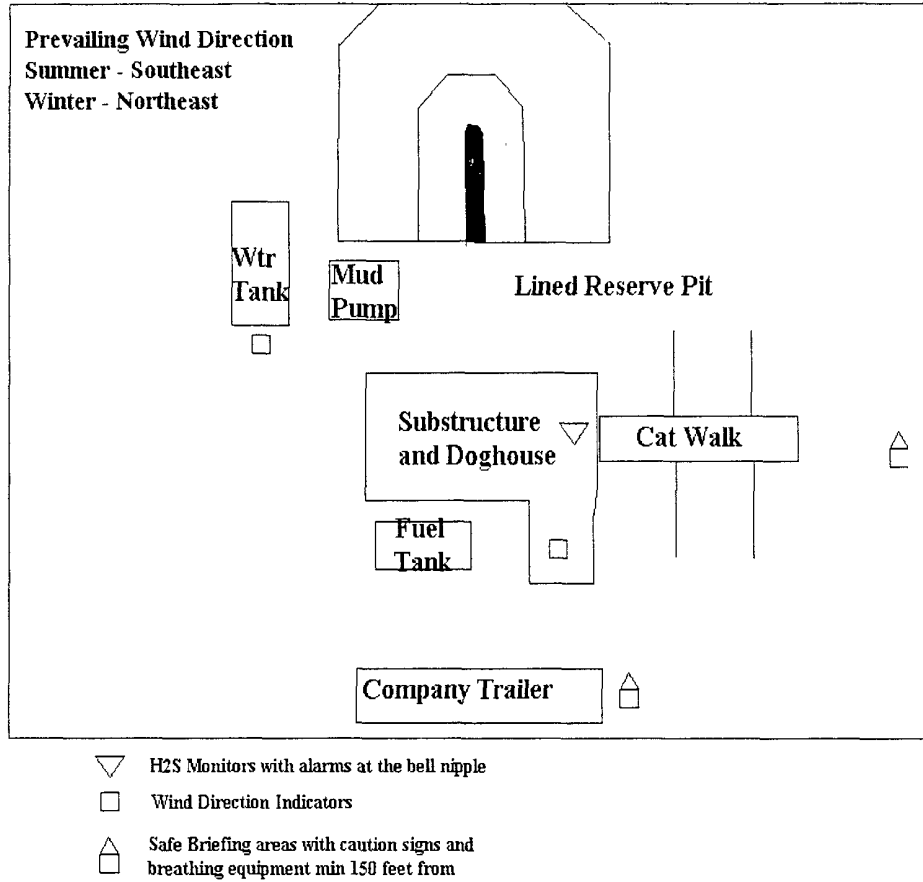 Prevailing Wind Direction
Summer - Southeast
Winter - Northeast
Wtr
Tank
Mud
Pump
Lined Reserve Pit
Substructure
and Doghouse
Cat Walk
Fuel
Tank
Company Trailer
H2S Monitors with alarms at the bell nipple
Wind Direction Indicators
Safe Briefing areas with caution signs and
breathing equipment min 150 feet from